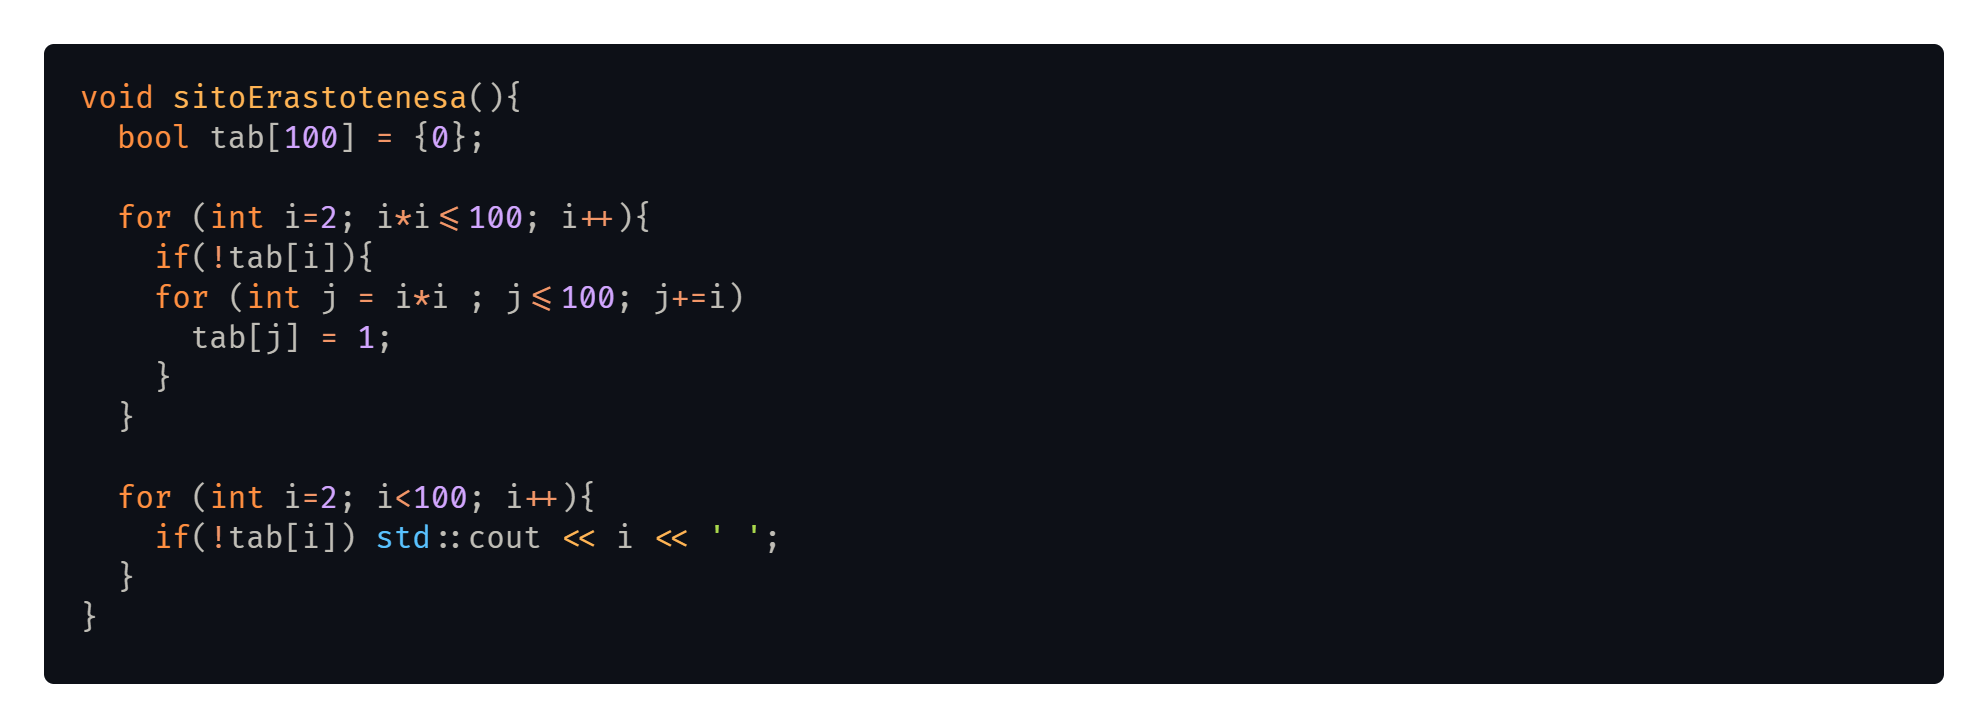 void sitoErastotenesa(){
  bool tab[100] = {0};

  for (int i=2; i*i<=100; i++){
    if(!tab[i]){
    for (int j = i*i ; j<=100; j+=i)
      tab[j] = 1;
    }
  }

  for (int i=2; i<100; i++){
    if(!tab[i]) std::cout << i << ' ';
  }
}